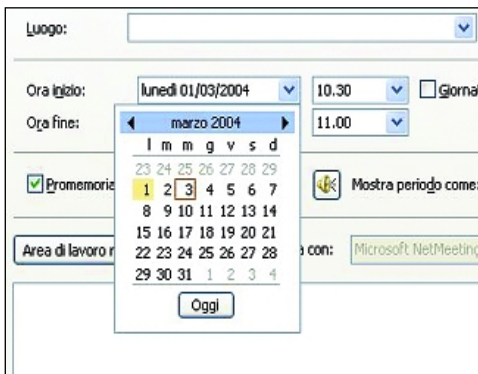 Luogo:
Ora inizio: lunedì 01/03/2004 10.30 Giornal
Ora fine: 11.00
marzo 2004
l m m g v s d
23 24 25 26 27 28 29
1 2 3 4 5 6 7
8 9 10 11 12 13 14
15 16 17 18 19 20 21
22 23 24 25 26 27 28
29 30 31 1 2 3 4
Oggi
Promemoria Mostra periodo come:
Area di lavoro r a con: Microsoft NetMeeting